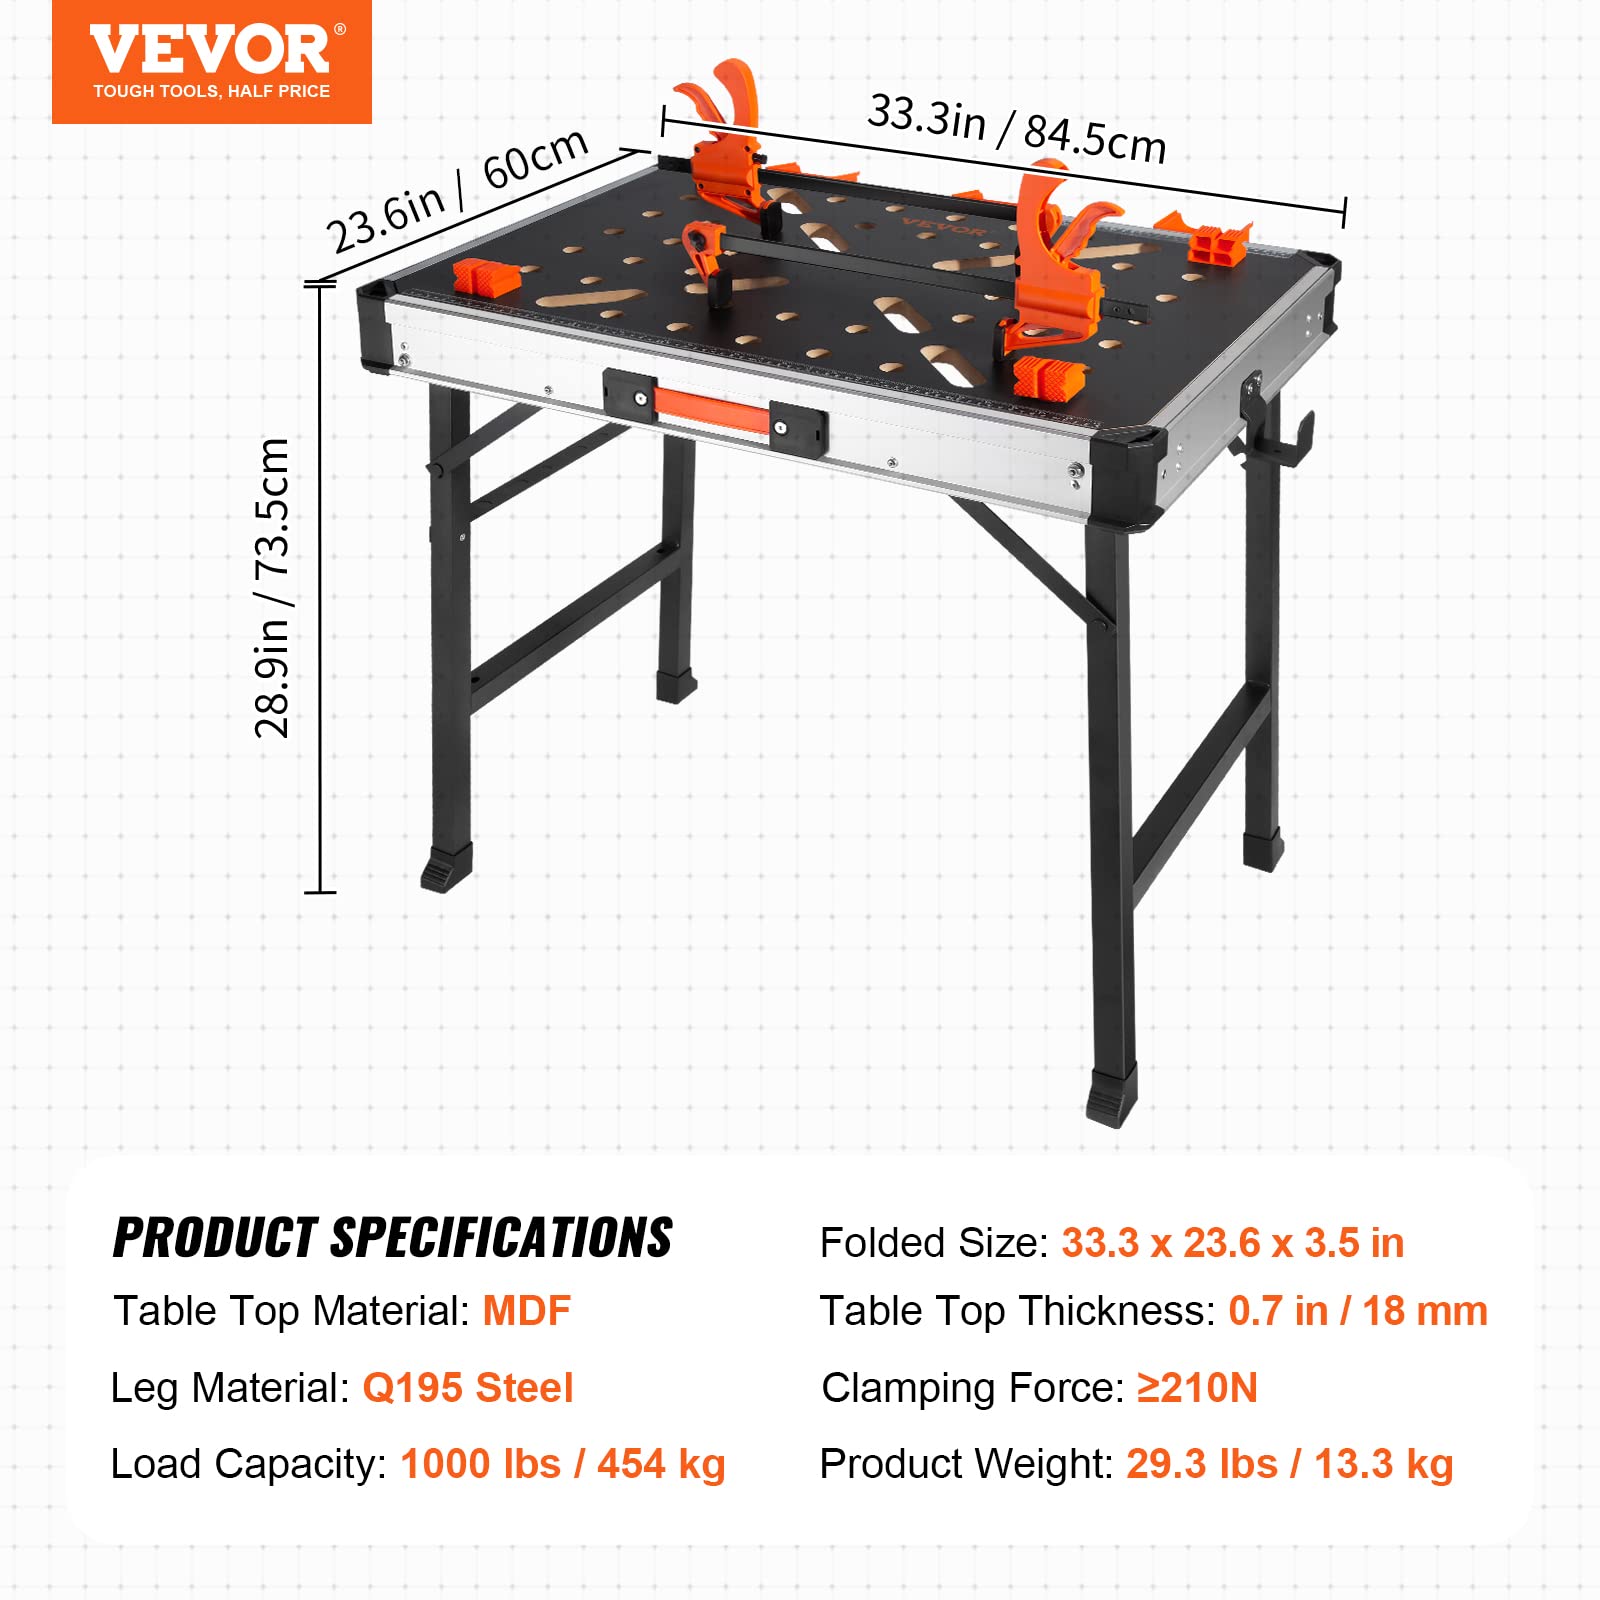 VEVOR®
TOUGH TOOLS, HALF PRICE
23.6in / 60cm
33.3in / 84.5cm
VEVOR
28.9in / 73.5cm
PRODUCT SPECIFICATIONS
Table Top Material: MDF
Leg Material: Q195 Steel
Load Capacity: 1000 lbs / 454 kg
Folded Size: 33.3 x 23.6 x 3.5 in
Table Top Thickness: 0.7 in / 18 mm
Clamping Force: ≥210N
Product Weight: 29.3 lbs / 13.3 kg